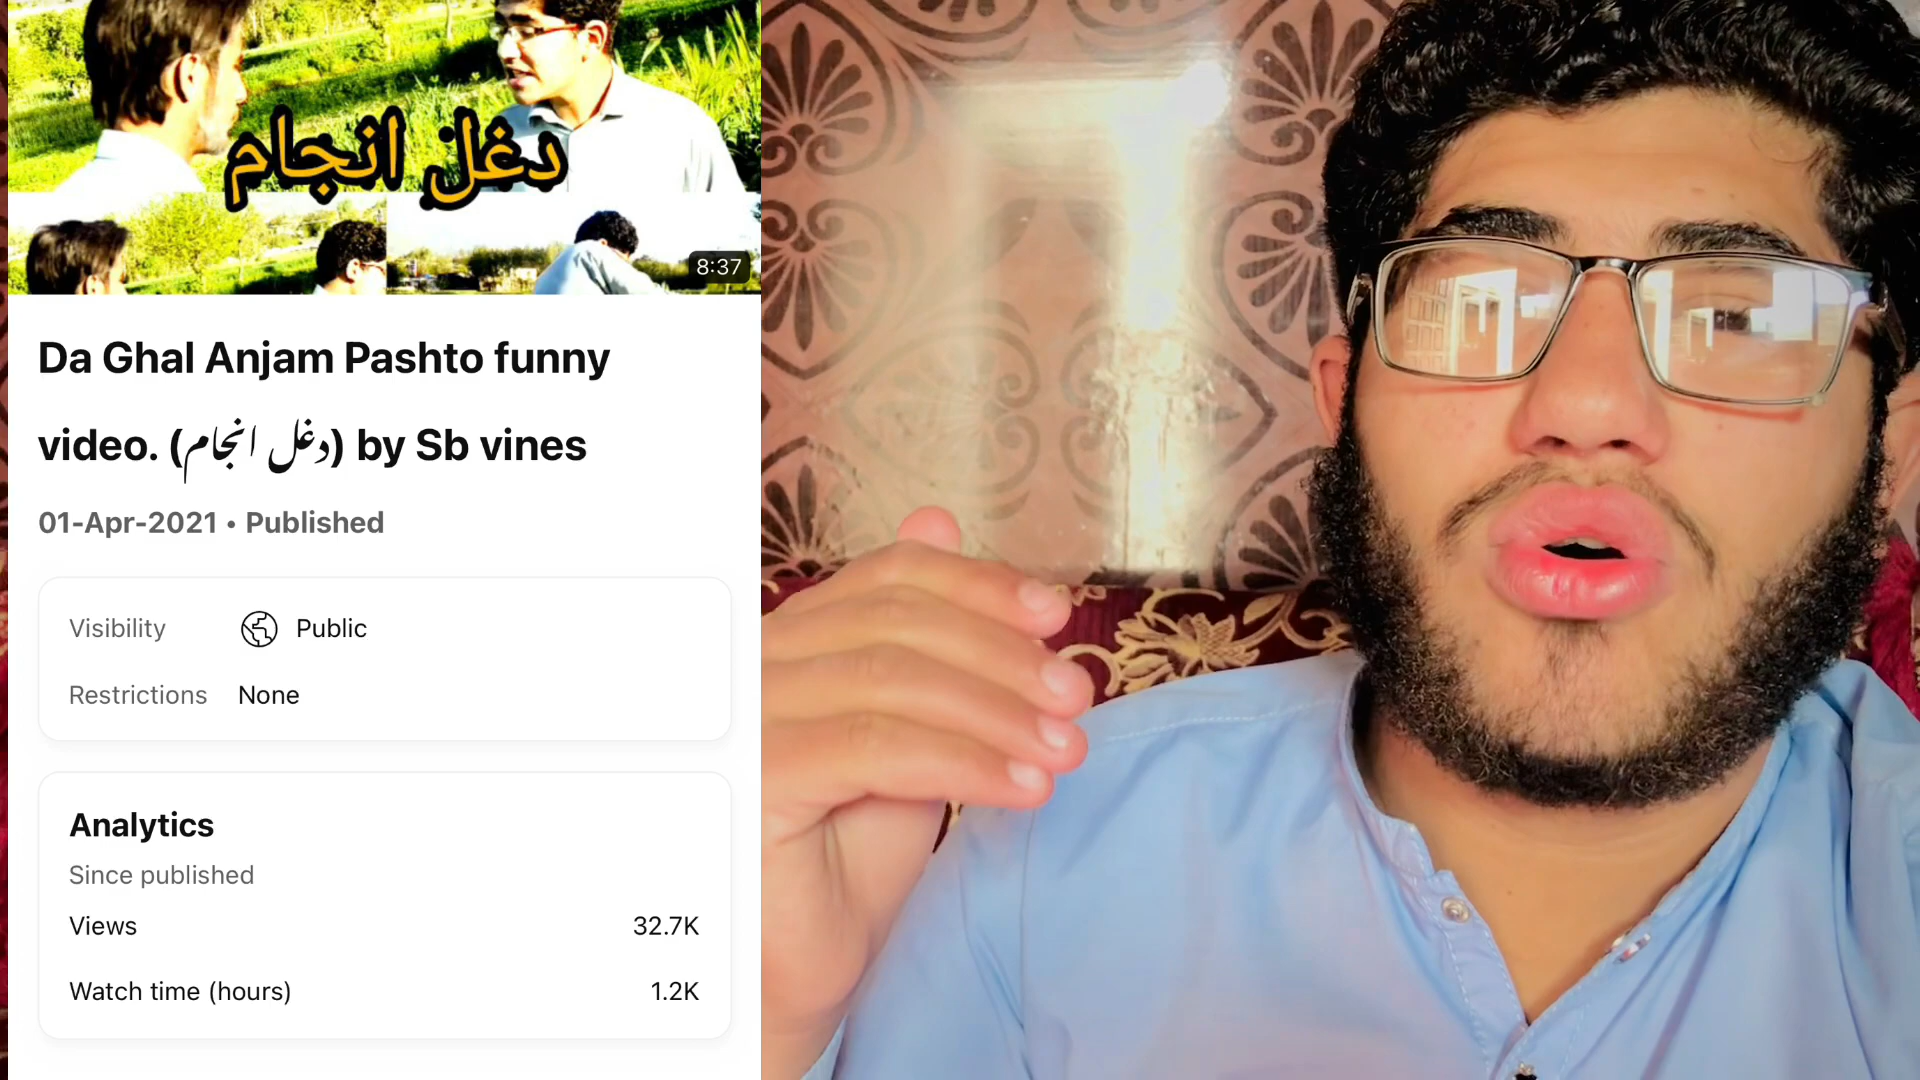 دغل انجام
8:37
Da Ghal Anjam Pashto funny
video. (دغل انجام) by Sb vines
01-Apr-2021 • Published
Visibility Public
Restrictions None
Analytics
Since published
Views 32.7K
Watch time (hours) 1.2K